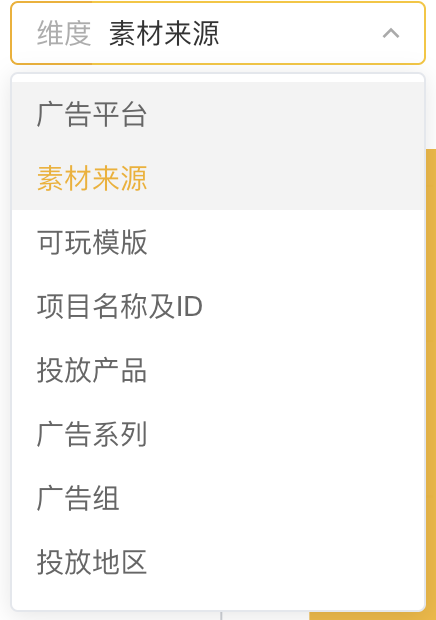 维度 素材来源
广告平台
素材来源
可玩模版
项目名称及ID
投放产品
广告系列
广告组
投放地区